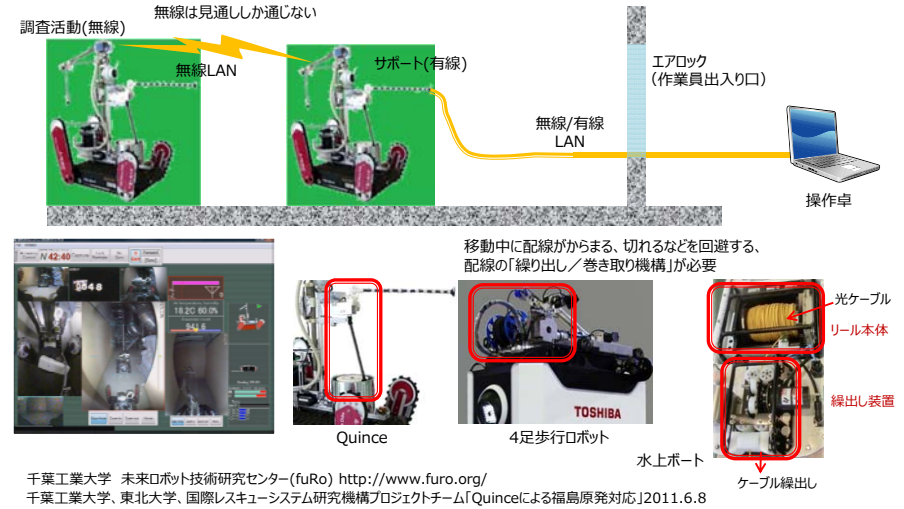 無線は見通ししか通じない
調査活動(無線)
無線LAN
サポート(有線)
エアロック
（作業員出入り口）
無線/有線
LAN
操作卓
移動中に配線がからまる、切れるなどを回避する、
配線の「繰り出し／巻き取り機構」が必要
N 42:40
9848
18.2C 60.0%
光ケーブル
リール本体
繰出し装置
TOSHIBA
Quince
4足歩行ロボット
水上ボート
ケーブル繰出し
千葉工業大学　未来ロボット技術研究センター(fuRo) http://www.furo.org/
千葉工業大学、東北大学、国際レスキューシステム研究機構プロジェクトチーム「Quinceによる福島原発対応」2011.6.8